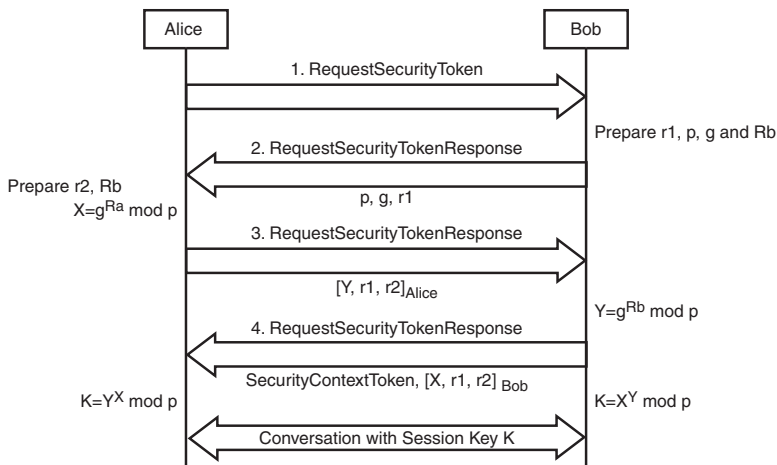 Alice
Bob
1. RequestSecurityToken
Prepare r1, p, g and Rb
2. RequestSecurityTokenResponse
p, g, r1
Prepare r2, Rb
X=g^Ra mod p
3. RequestSecurityTokenResponse
[Y, r1, r2]Alice
Y=g^Rb mod p
4. RequestSecurityTokenResponse
SecurityContextToken, [X, r1, r2] Bob
K=Y^X mod p
K=X^Y mod p
Conversation with Session Key K